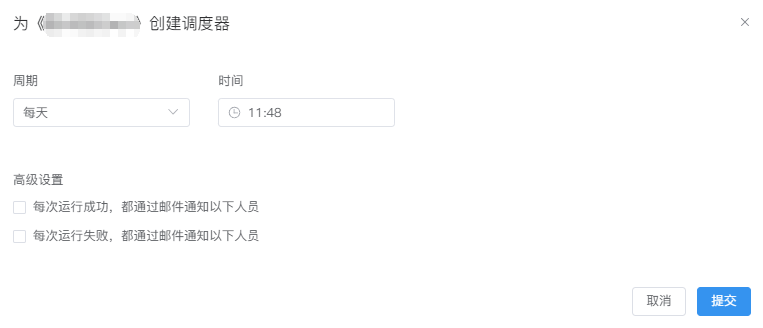 为《》创建调度器
周期
时间
每天
11:48
高级设置
每次运行成功，都通过邮件通知以下人员
每次运行失败，都通过邮件通知以下人员
取消
提交